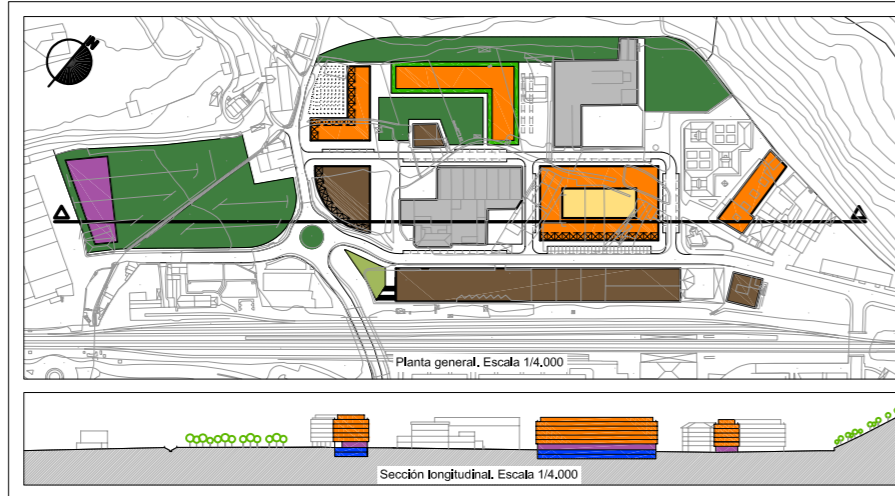 N
Planta general. Escala 1/4.000
Sección longitudinal. Escala 1/4.000